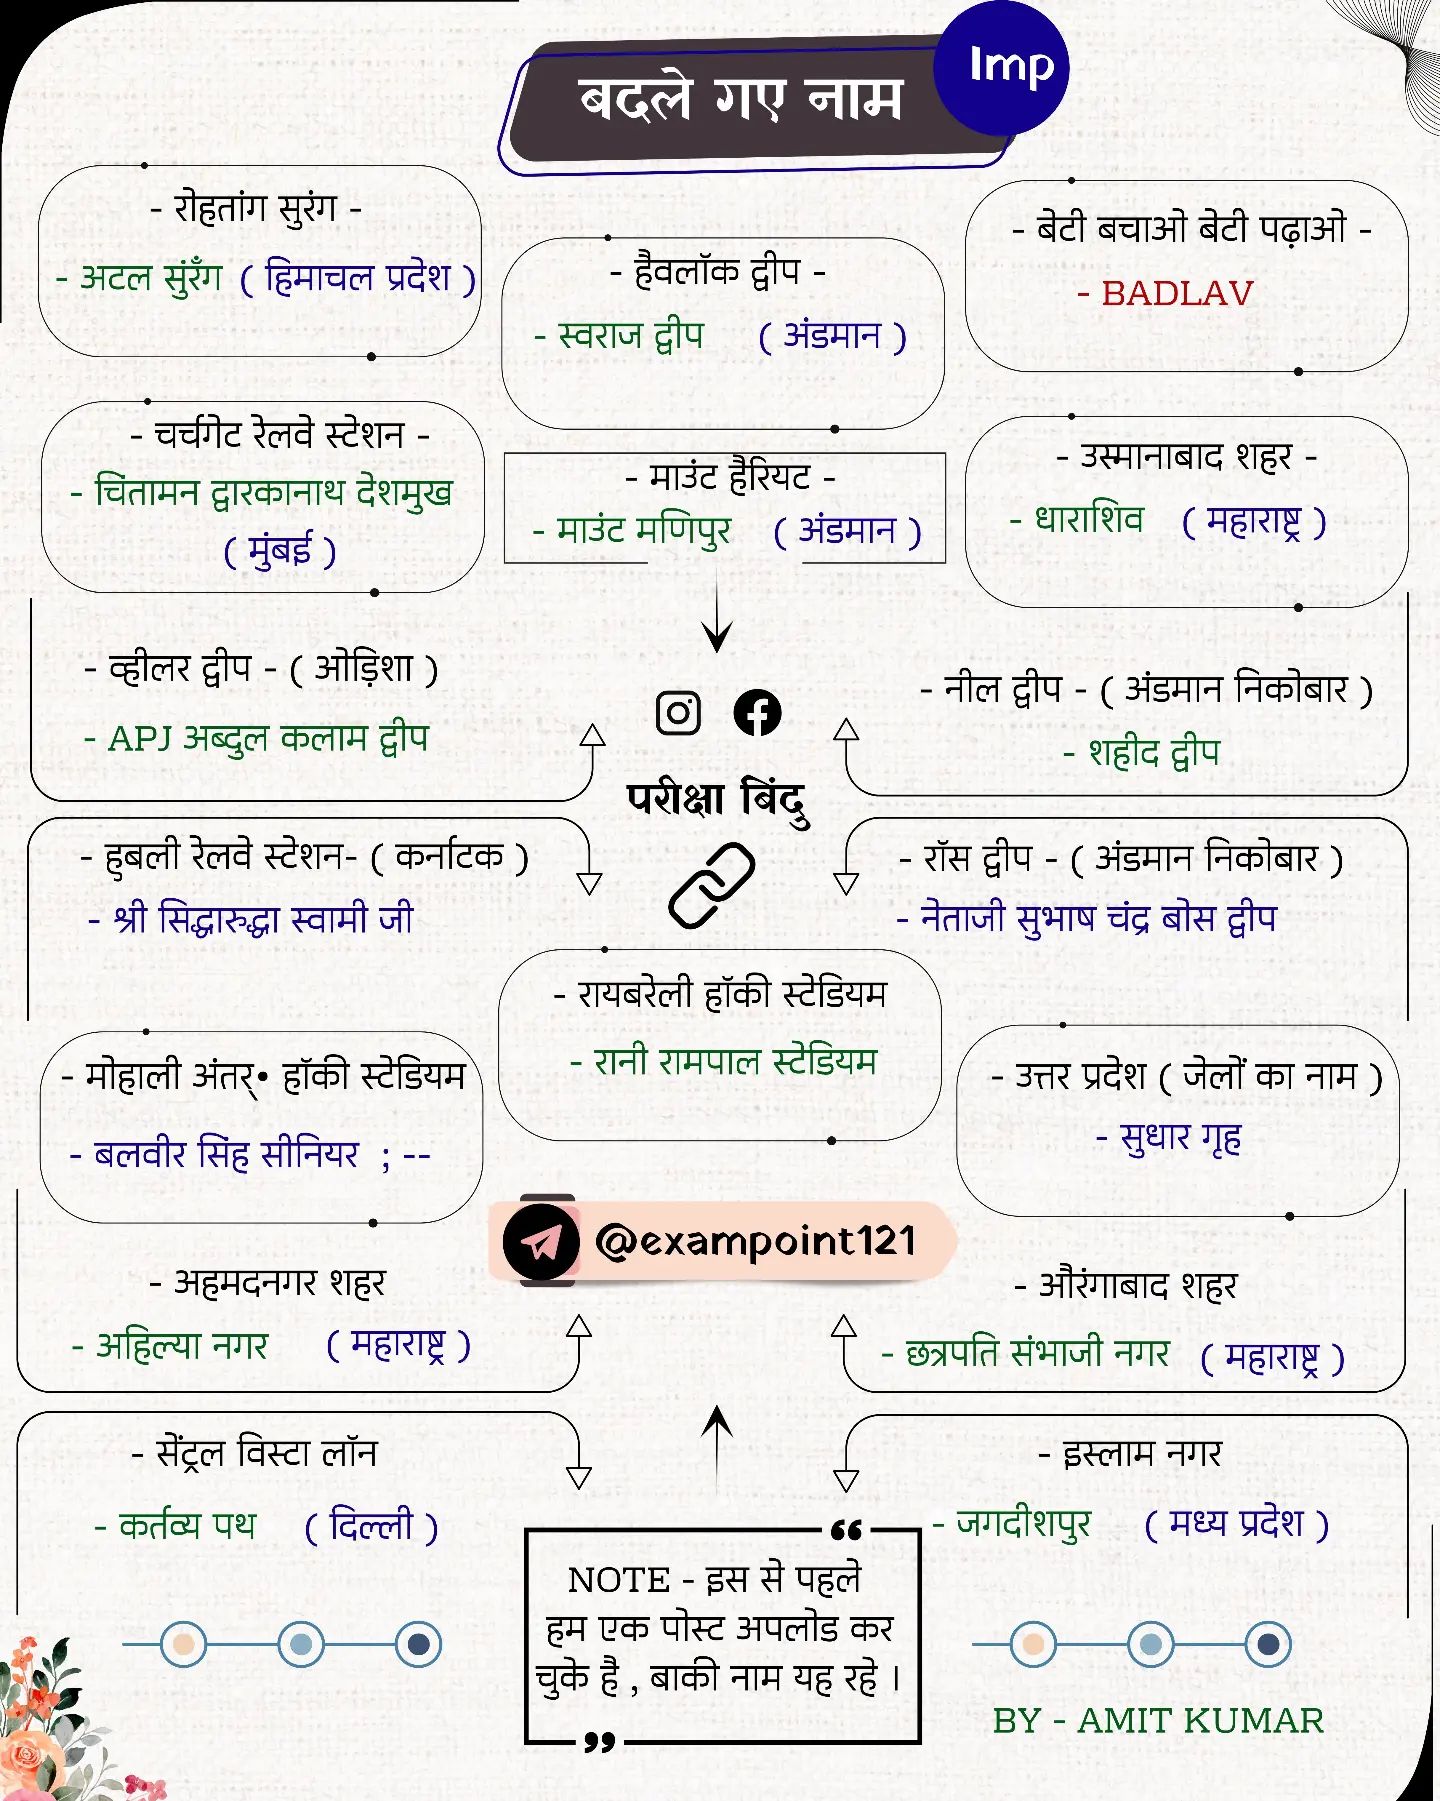 बदले गए नाम
Imp
- रोहतांग सुरंग -
- अटल सुंरँग ( हिमाचल प्रदेश )
- हैवलॉक द्वीप -
- स्वराज द्वीप ( अंडमान )
- बेटी बचाओ बेटी पढ़ाओ -
- BADLAV
- चर्चगेट रेलवे स्टेशन -
- चिंतामन द्वारकानाथ देशमुख
( मुंबई )
- माउंट हैरियट -
- माउंट मणिपुर ( अंडमान )
- उस्मानाबाद शहर -
- धाराशिव ( महाराष्ट्र )
- व्हीलर द्वीप - ( ओड़िशा )
- APJ अब्दुल कलाम द्वीप
- नील द्वीप - ( अंडमान निकोबार )
- शहीद द्वीप
परीक्षा बिंदु
- हुबली रेलवे स्टेशन- ( कर्नाटक )
- श्री सिद्धारुद्धा स्वामी जी
- रॉस द्वीप - ( अंडमान निकोबार )
- नेताजी सुभाष चंद्र बोस द्वीप
- रायबरेली हॉकी स्टेडियम
- रानी रामपाल स्टेडियम
- मोहाली अंतर्• हॉकी स्टेडियम
- बलवीर सिंह सीनियर ; --
- उत्तर प्रदेश ( जेलों का नाम )
- सुधार गृह
@exampoint121
- अहमदनगर शहर
- अहिल्या नगर ( महाराष्ट्र )
- औरंगाबाद शहर
- छत्रपति संभाजी नगर ( महाराष्ट्र )
- सेंट्रल विस्टा लॉन
- कर्तव्य पथ ( दिल्ली )
- इस्लाम नगर
- जगदीशपुर ( मध्य प्रदेश )
“
NOTE - इस से पहले
हम एक पोस्ट अपलोड कर
चुके है , बाकी नाम यह रहे ।
”
BY - AMIT KUMAR